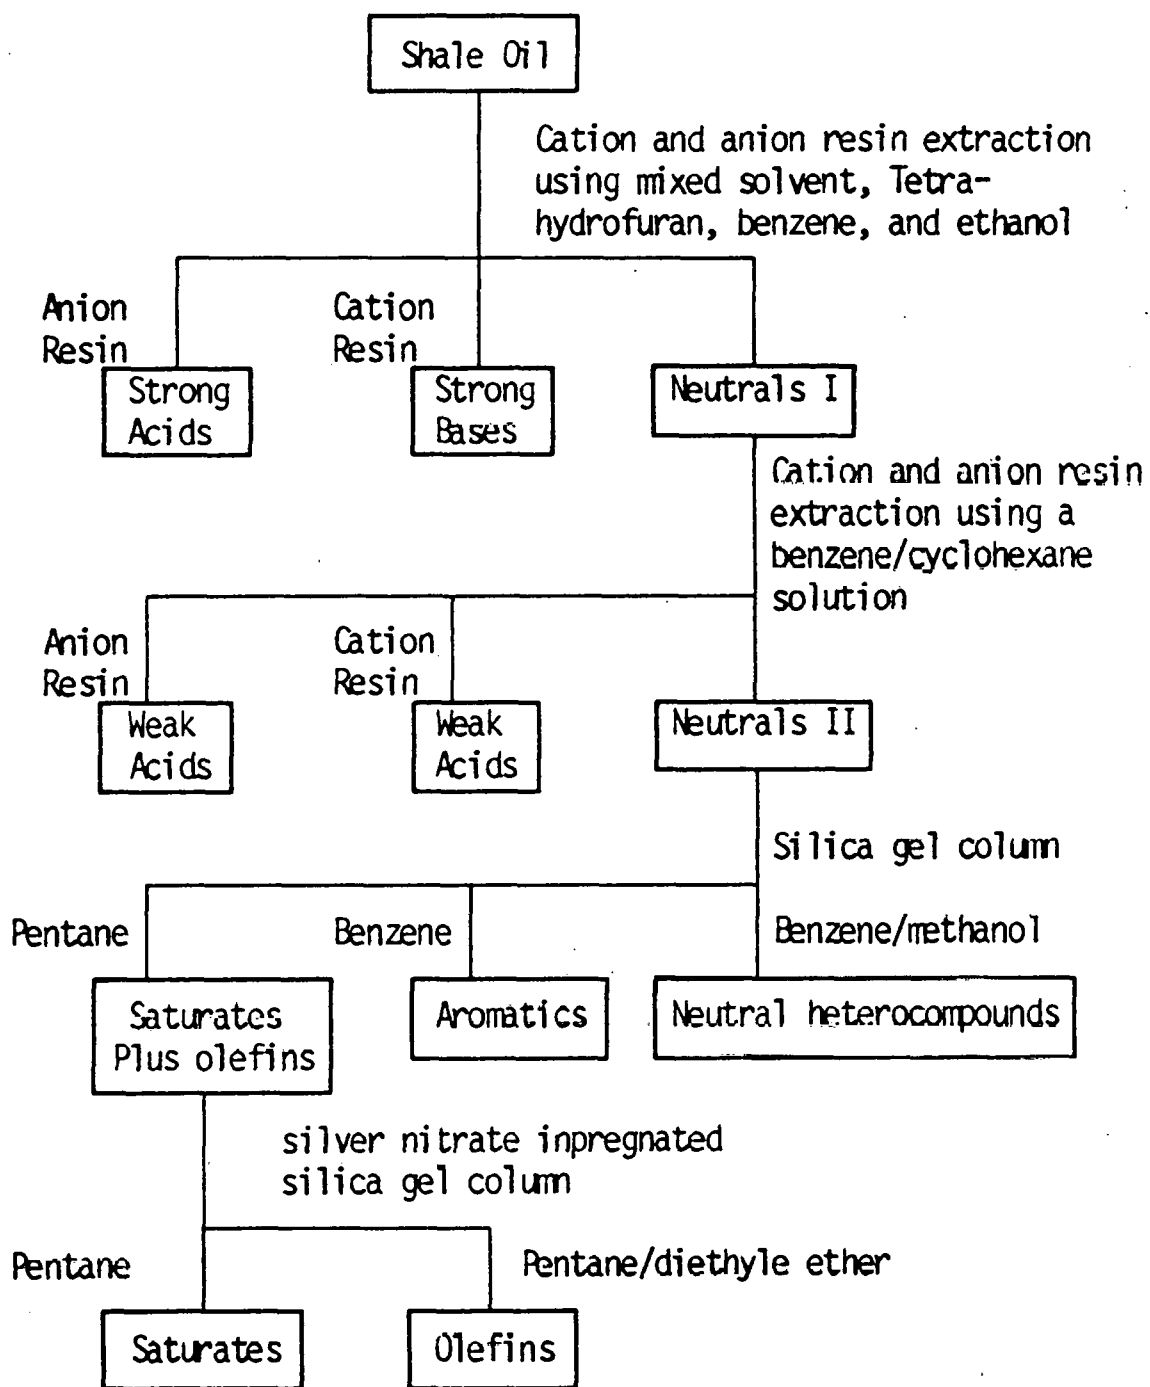 Shale Oil
Cation and anion resin extraction
using mixed solvent, Tetra-
hydrofuran, benzene, and ethanol
Anion
Resin
Cation
Resin
Strong
Acids
Strong
Bases
Neutrals I
Cation and anion resin
extraction using a
benzene/cyclohexane
solution
Anion
Resin
Cation
Resin
Weak
Acids
Weak
Acids
Neutrals II
Silica gel column
Pentane
Benzene
Benzene/methanol
Saturates
Plus olefins
Aromatics
Neutral heterocompounds
silver nitrate inpregnated
silica gel column
Pentane
Pentane/diethyle ether
Saturates
Olefins